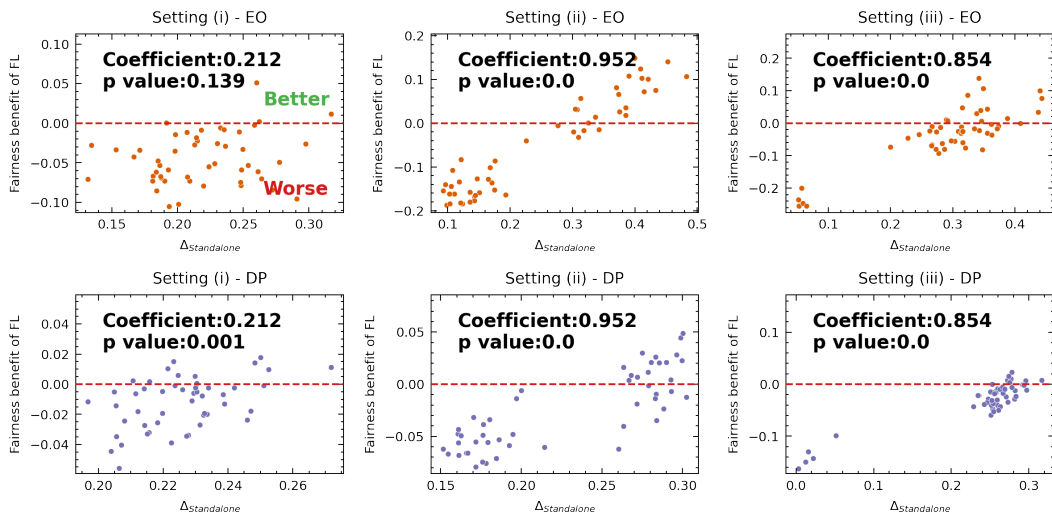 Setting (i) - EO
Setting (ii) - EO
Setting (iii) - EO
Fairness benefit of FL
0.10
0.05
0.00
−0.05
−0.10
Coefficient:0.212
p value:0.139
Better
Worse
0.15 0.20 0.25 0.30
ΔStandalone
Fairness benefit of FL
0.2
0.1
0.0
−0.1
−0.2
Coefficient:0.952
p value:0.0
0.1 0.2 0.3 0.4 0.5
ΔStandalone
Fairness benefit of FL
0.2
0.1
0.0
−0.1
−0.2
Coefficient:0.854
p value:0.0
0.2 0.3 0.4
ΔStandalone
Setting (i) - DP
Setting (ii) - DP
Setting (iii) - DP
Fairness benefit of FL
0.04
0.02
0.00
−0.02
−0.04
Coefficient:0.212
p value:0.001
0.20 0.22 0.24 0.26
ΔStandalone
Fairness benefit of FL
0.05
0.00
−0.05
Coefficient:0.952
p value:0.0
0.15 0.20 0.25 0.30
ΔStandalone
Fairness benefit of FL
0.1
0.0
−0.1
Coefficient:0.854
p value:0.0
0.0 0.1 0.2 0.3
ΔStandalone